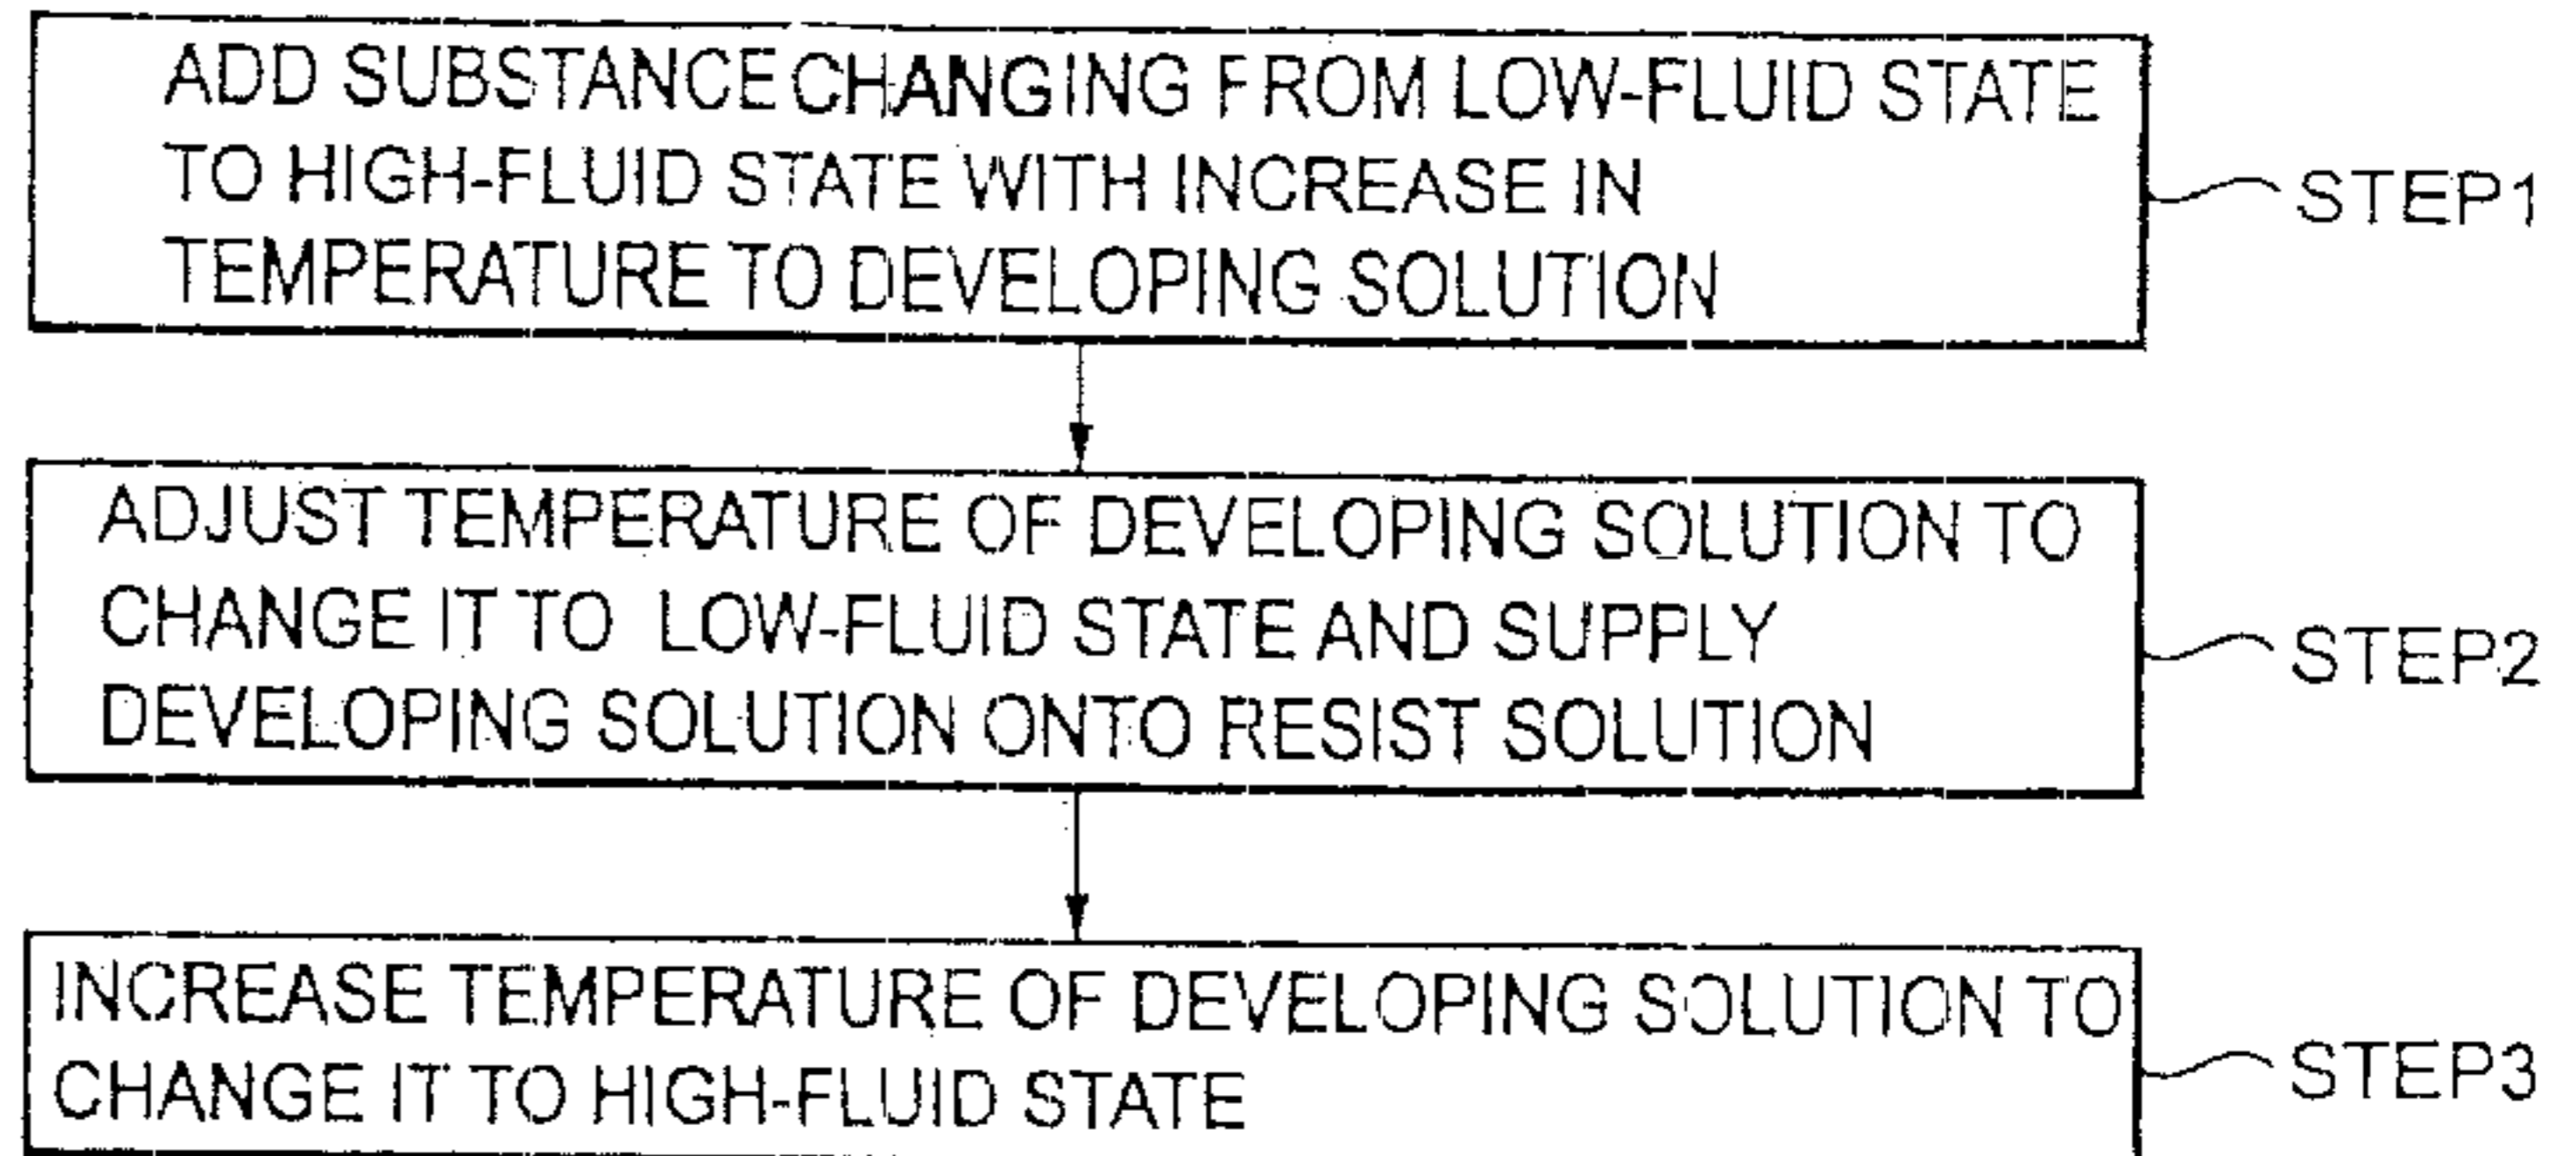 ADD SUBSTANCE CHANGING FROM LOW-FLUID STATE
TO HIGH-FLUID STATE WITH INCREASE IN
TEMPERATURE TO DEVELOPING SOLUTION
STEP1
ADJUST TEMPERATURE OF DEVELOPING SOLUTION TO
CHANGE IT TO LOW-FLUID STATE AND SUPPLY
DEVELOPING SOLUTION ONTO RESIST SOLUTION
STEP2
INCREASE TEMPERATURE OF DEVELOPING SOLUTION TO
CHANGE IT TO HIGH-FLUID STATE
STEP3